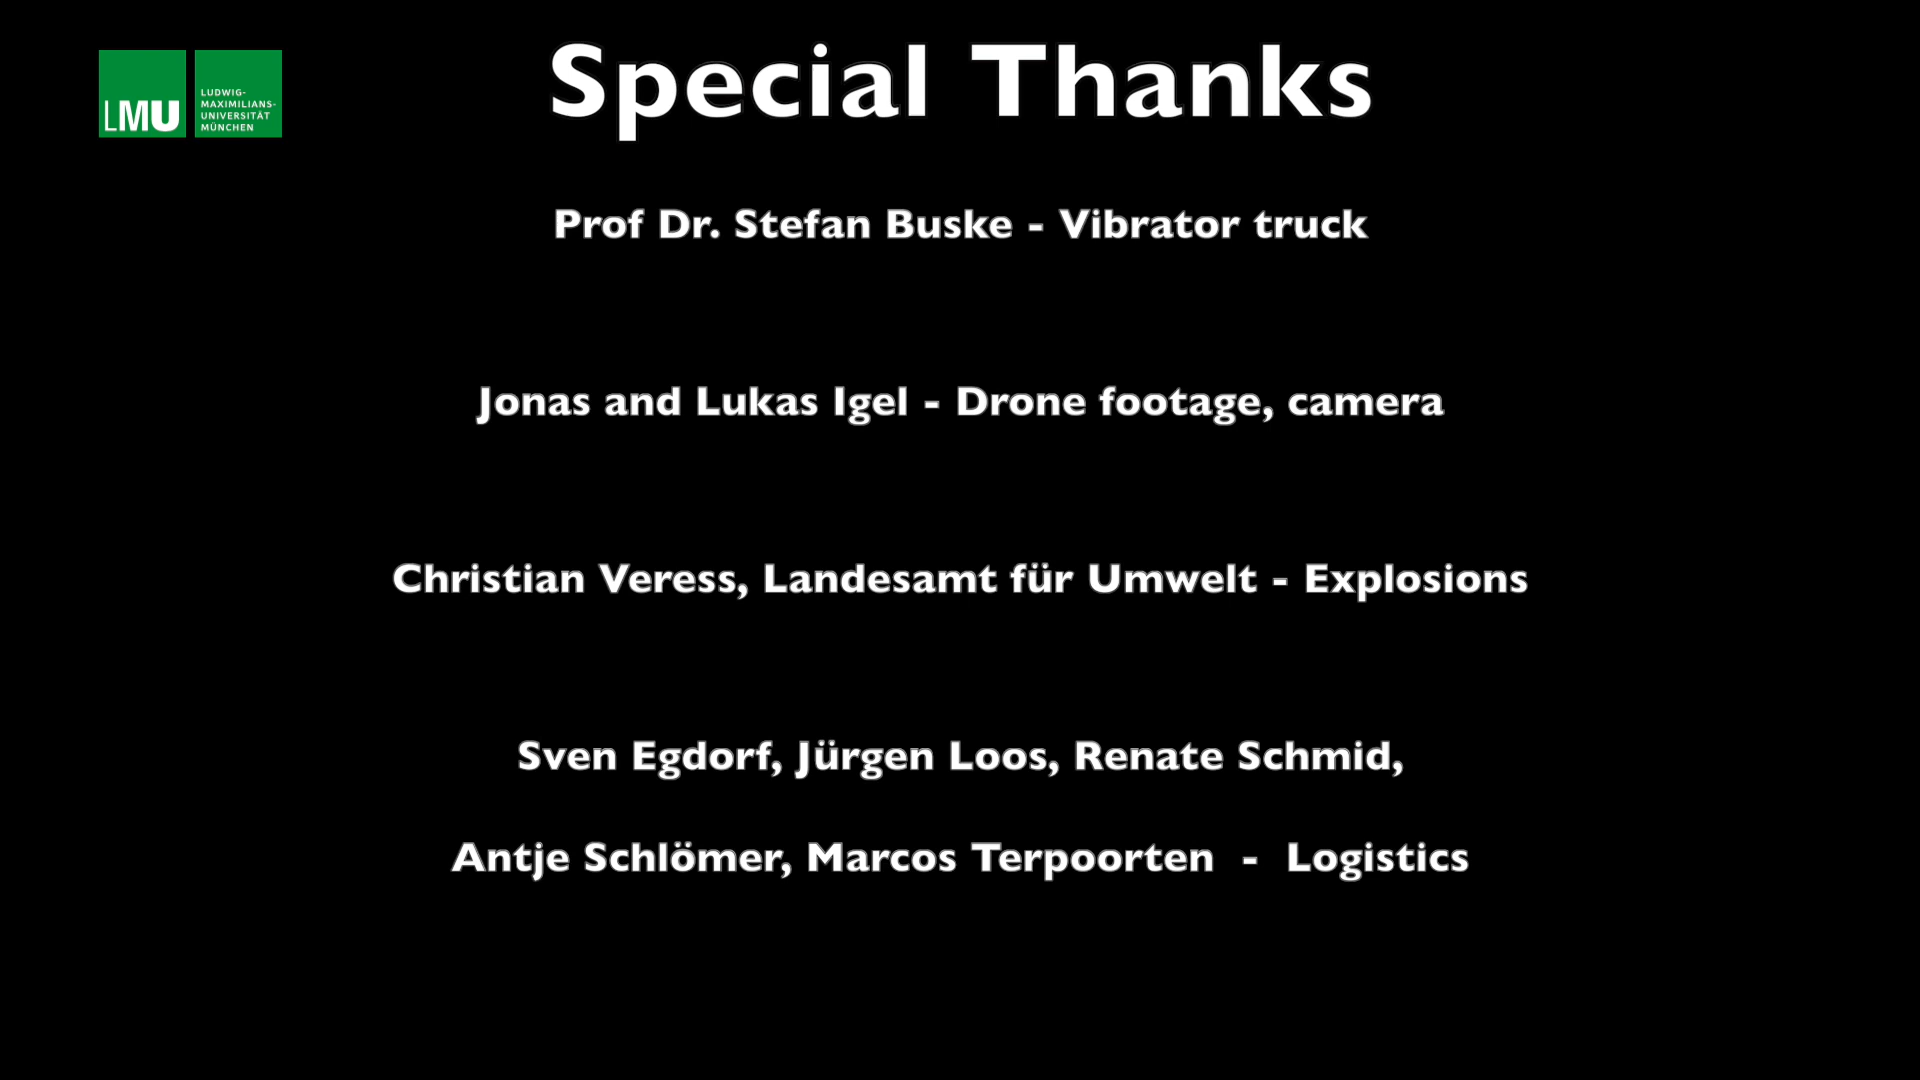 LMU
LUDWIG-
MAXIMILIANS-
UNIVERSITÄT
MÜNCHEN
Special Thanks
Prof Dr. Stefan Buske - Vibrator truck
Jonas and Lukas Igel - Drone footage, camera
Christian Veress, Landesamt für Umwelt - Explosions
Sven Egdorf, Jürgen Loos, Renate Schmid,
Antje Schlömer, Marcos Terpoorten - Logistics